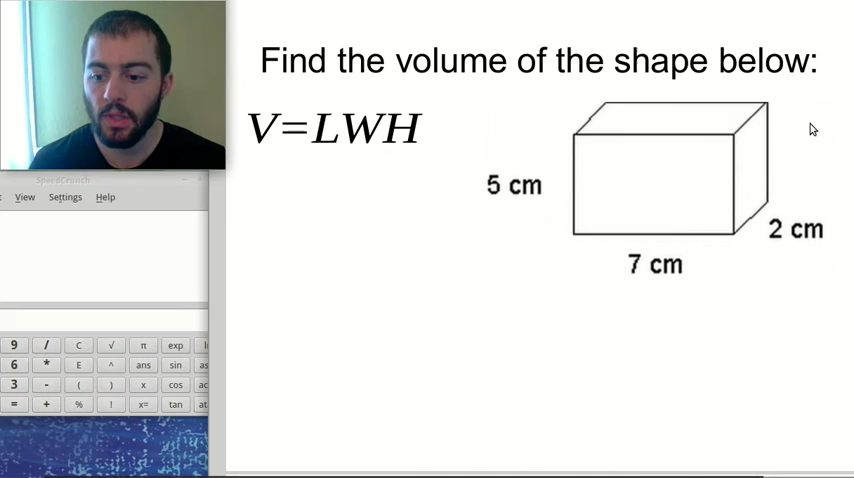 Find the volume of the shape below:
V=LWH
5 cm
2 cm
7 cm
SpeedCrunch
View Settings Help
9 / C √ π exp
6 * E ^ ans sin
3 - ( ) x cos
= + % ! x= tan